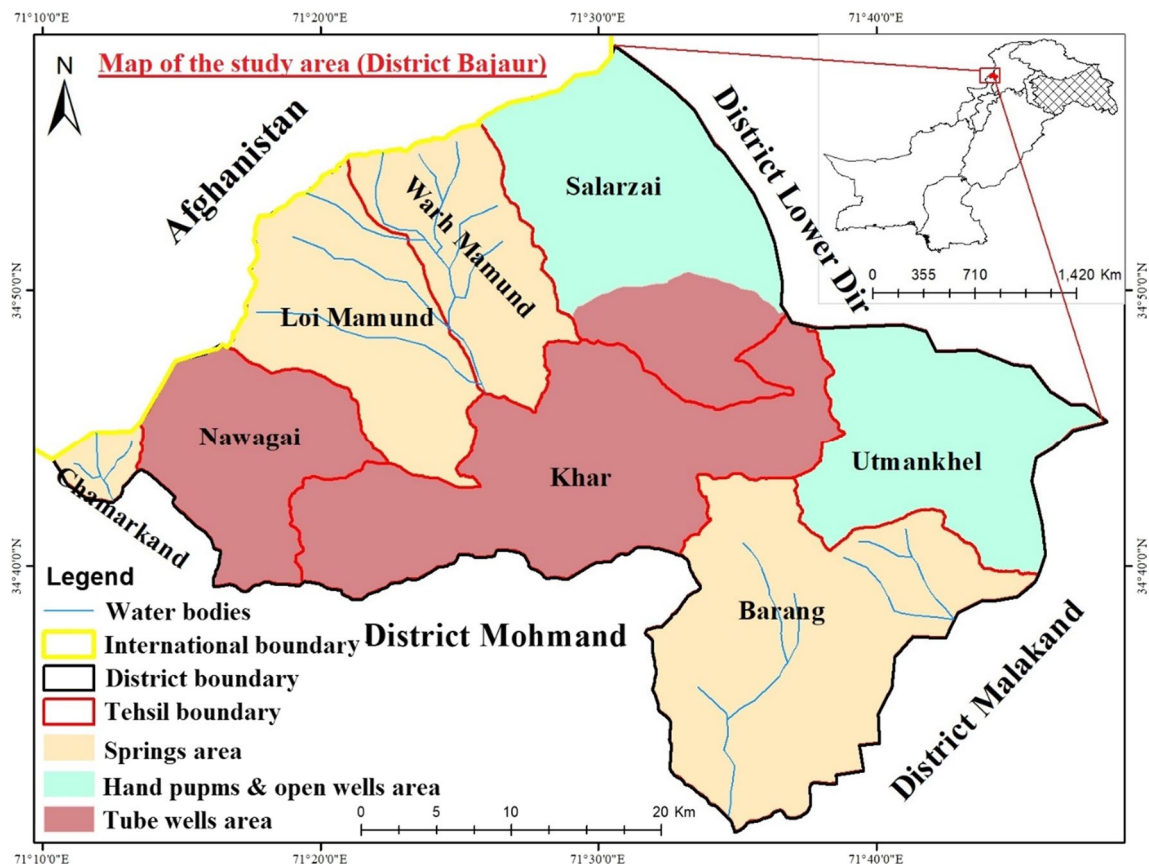 71°10'0"E
71°20'0"E
71°30'0"E
71°40'0"E
N
Map of the study area (District Bajaur)
Afghanistan
District Lower Dir
Salarzai
Warh Mamund
0 355 710 1,420 Km
34°50'0"N
34°50'0"N
Loi Mamund
Nawagai
Utmankhel
Khar
Chamarkand
34°40'0"N
34°40'0"N
Barang
District Mohmand
District Malakand
Legend
Water bodies
International boundary
District boundary
Tehsil boundary
Springs area
Hand pupms & open wells area
Tube wells area
0 5 10 20 Km
71°10'0"E
71°20'0"E
71°30'0"E
71°40'0"E